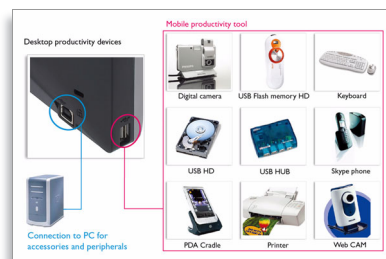 Mobile productivity tool
Desktop productivity devices
Digital camera
USB Flash memory HD
Keyboard
USB HD
USB HUB
Skype phone
Connection to PC for
accessories and peripherals
PDA Cradle
Printer
Web CAM